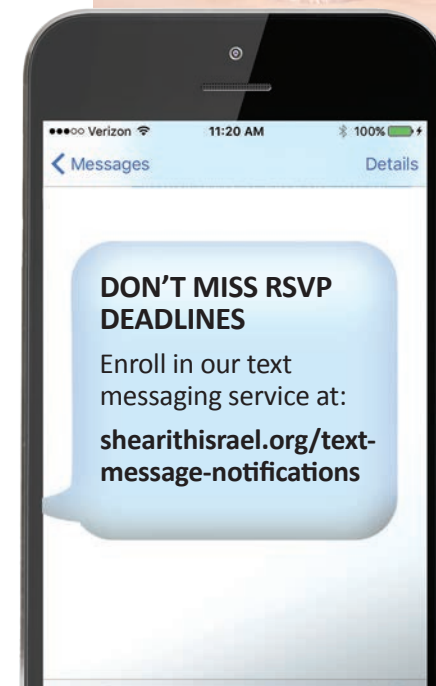 Verizon 11:20 AM 100%
Messages Details
DON'T MISS RSVP
DEADLINES
Enroll in our text
messaging service at:
shearithisrael.org/text-
message-notifications